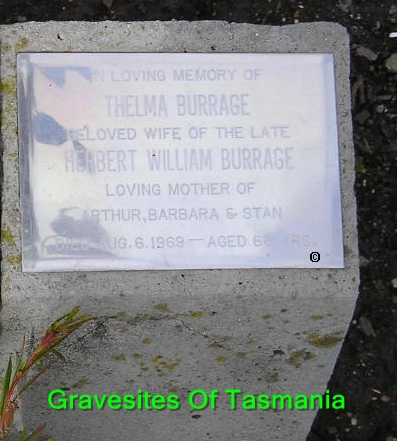 IN LOVING MEMORY OF
THELMA BURRAGE
BELOVED WIFE OF THE LATE
HERBERT WILLIAM BURRAGE
LOVING MOTHER OF
ARTHUR, BARBARA & STAN
DIED AUG. 6. 1969 — AGED YRS.
©
Gravesites Of Tasmania